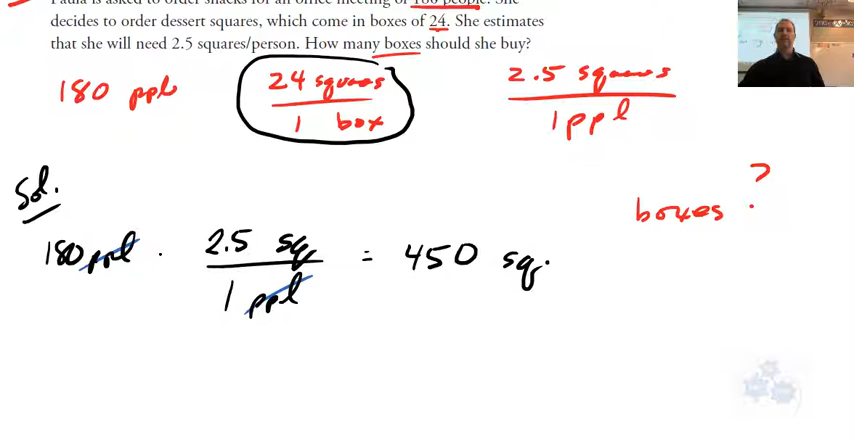 Paula is asked to order snacks for an office meeting of 180 people. She
decides to order dessert squares, which come in boxes of 24. She estimates
that she will need 2.5 squares/person. How many boxes should she buy?
180 ppl
24 squares
1 box
2.5 squares
1 ppl
boxes ?
Sol.
180 ppl · 2.5 sq = 450 sq.
1 ppl